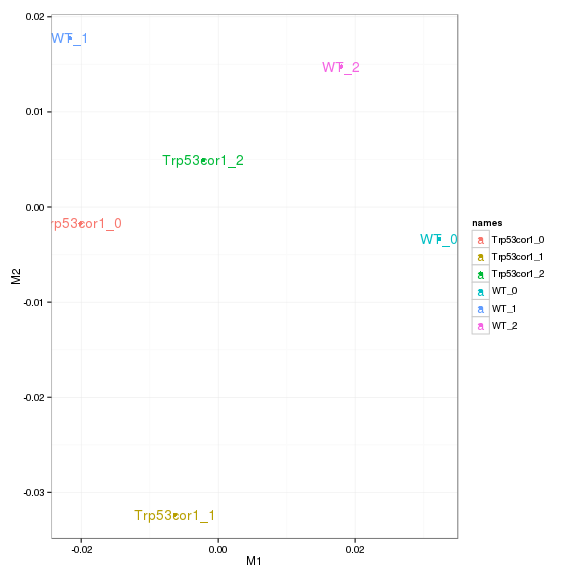 0.02
WT_1
WT_2
0.01
Trp53cor1_2
0.00
rp53cor1_0
WT_0
names
Trp53cor1_0
Trp53cor1_1
Trp53cor1_2
WT_0
WT_1
WT_2
M2
-0.01
-0.02
-0.03
Trp53cor1_1
-0.02
0.00
0.02
M1